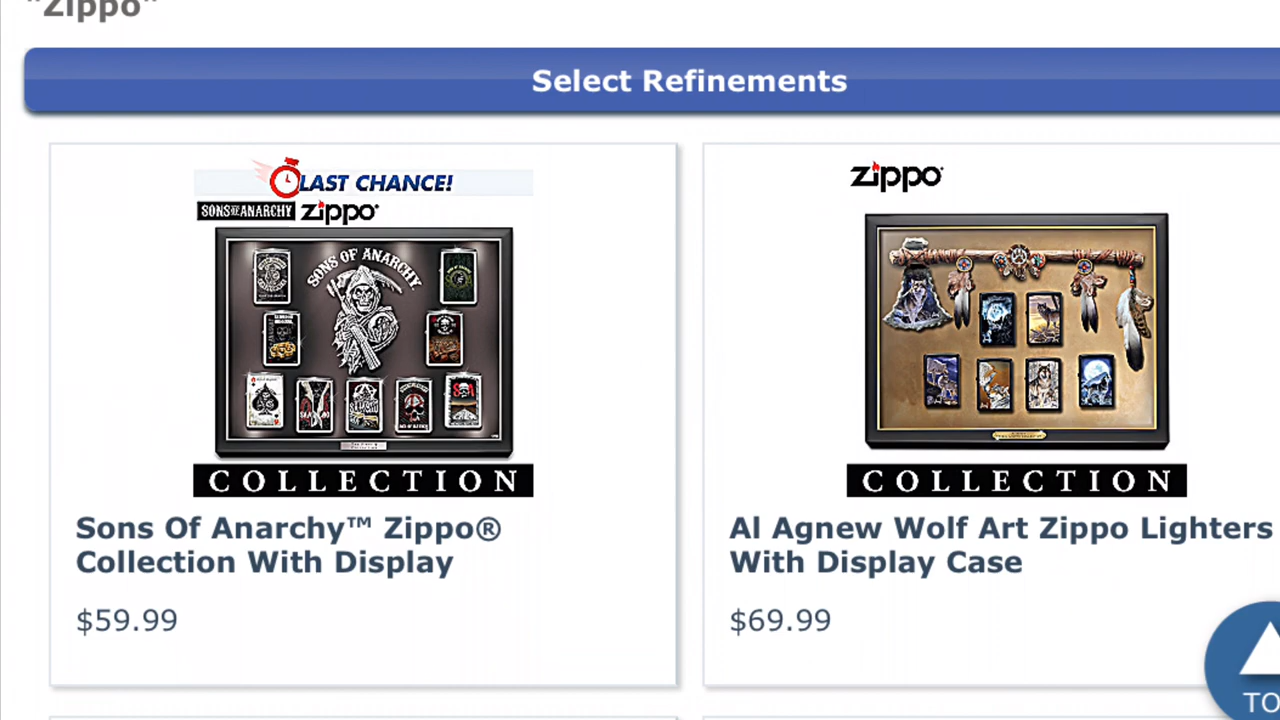 "Zippo"
Select Refinements
LAST CHANCE!
SONS OF ANARCHY zippo
SONS OF ANARCHY
COLLECTION
Sons Of Anarchy™ Zippo®
Collection With Display
$59.99
zippo
COLLECTION
Al Agnew Wolf Art Zippo Lighters
With Display Case
$69.99
TO